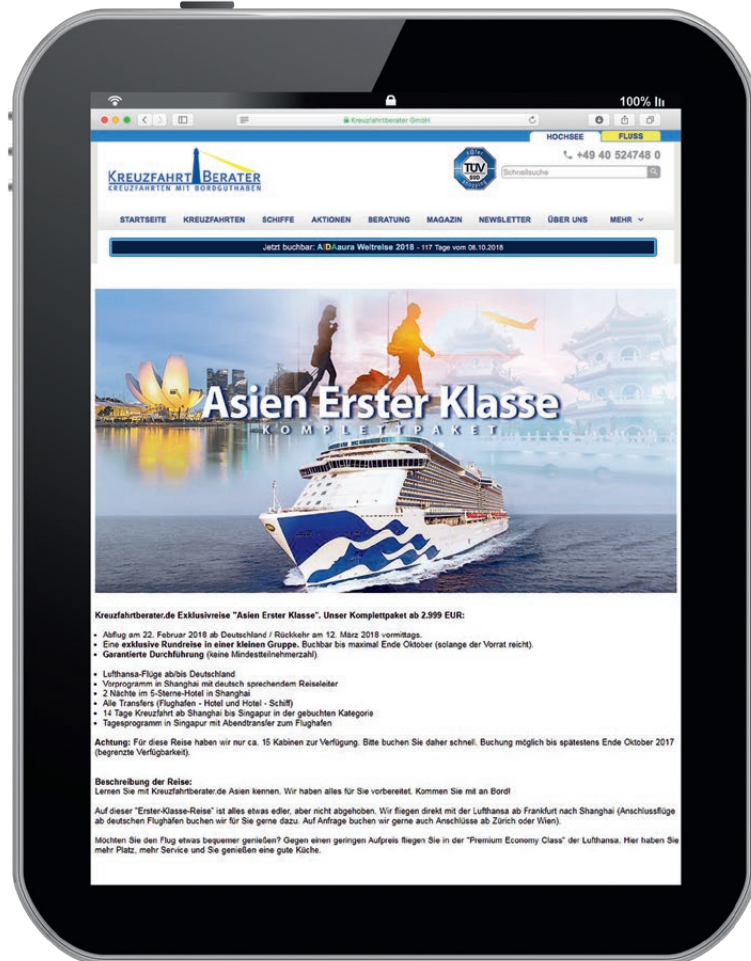 100%
Kreuzfahrtberater GmbH
HOCHSEE FLUSS
+49 40 524748 0
TÜV
SÜD
Schnellsuche
KREUZFAHRT BERATER
KREUZFAHRTEN MIT BORDGUTHABEN
STARTSEITE KREUZFAHRTEN SCHIFFE AKTIONEN BERATUNG MAGAZIN NEWSLETTER ÜBER UNS MEHR
Jetzt buchbar: AIDAaura Weltreise 2018 - 117 Tage vom 08.10.2018
Asien Erster Klasse
KOMPLETTPAKET
Kreuzfahrtberater.de Exklusivreise "Asien Erster Klasse". Unser Komplettpaket ab 2.999 EUR:
• Abflug am 22. Februar 2018 ab Deutschland / Rückkehr am 12. März 2018 vormittags.
• Eine exklusive Rundreise in einer kleinen Gruppe. Buchbar bis maximal Ende Oktober (solange der Vorrat reicht).
• Garantierte Durchführung (keine Mindestteilnehmerzahl).
• Lufthansa-Flüge ab/bis Deutschland
• Vorprogramm in Shanghai mit deutsch sprechendem Reiseleiter
• 2 Nächte im 5-Sterne-Hotel in Shanghai
• Alle Transfers (Flughafen - Hotel und Hotel - Schiff)
• 14 Tage Kreuzfahrt ab Shanghai bis Singapur in der gebuchten Kategorie
• Tagesprogramm in Singapur mit Abendtransfer zum Flughafen
Achtung: Für diese Reise haben wir nur ca. 15 Kabinen zur Verfügung. Bitte buchen Sie daher schnell. Buchung möglich bis spätestens Ende Oktober 2017
(begrenzte Verfügbarkeit).
Beschreibung der Reise:
Lernen Sie mit Kreuzfahrtberater.de Asien kennen. Wir haben alles für Sie vorbereitet. Kommen Sie mit an Bord!
Auf dieser "Erster-Klasse-Reise" ist alles etwas edler, aber nicht abgehoben. Wir fliegen direkt mit der Lufthansa ab Frankfurt nach Shanghai (Anschlussflüge
ab deutschen Flughäfen buchen wir für Sie gerne dazu. Auf Anfrage buchen wir gerne auch Anschlüsse ab Zürich oder Wien).
Möchten Sie den Flug etwas bequemer genießen? Gegen einen geringen Aufpreis fliegen Sie in der "Premium Economy Class" der Lufthansa. Hier haben Sie
mehr Platz, mehr Service und Sie genießen eine gute Küche.